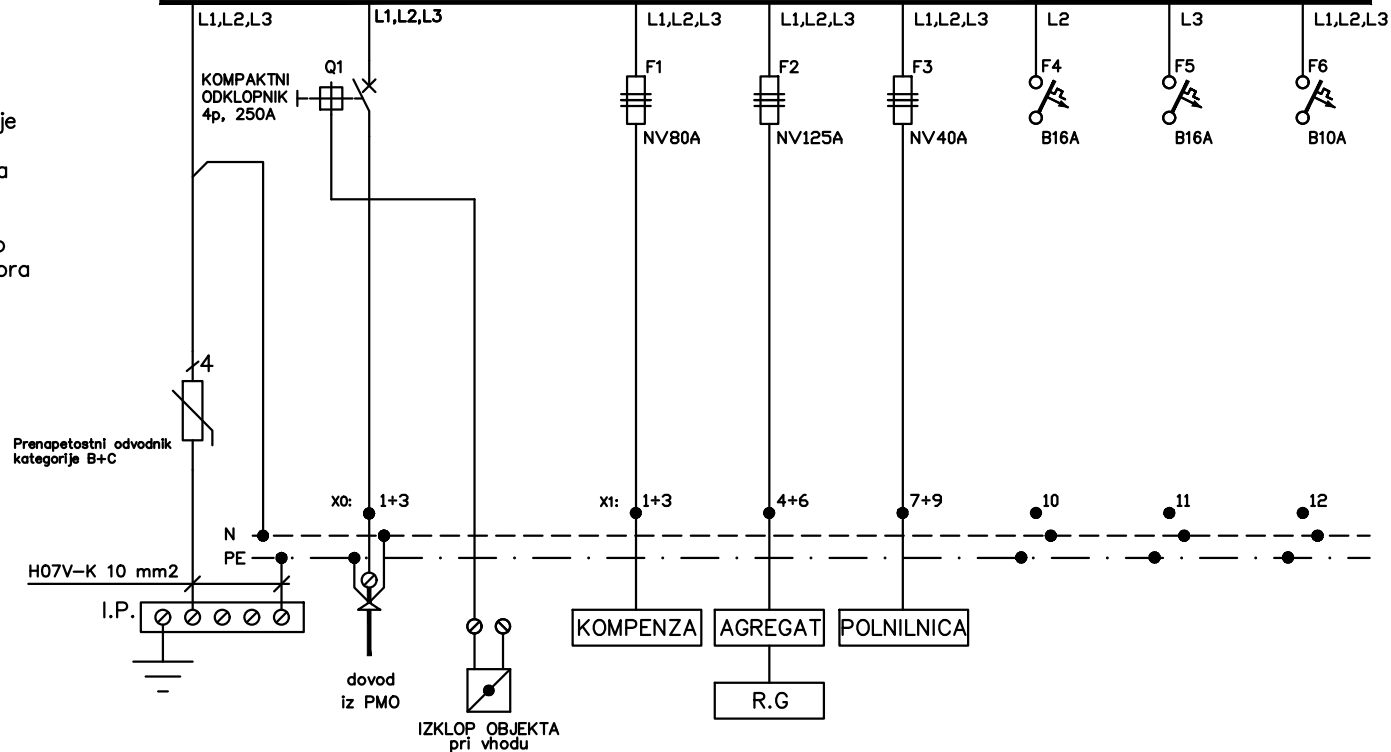 L1,L2,L3
L1,L2,L3
L1,L2,L3
L1,L2,L3
L1,L2,L3
L2
L3
L1,L2,L3
Q1
KOMPAKTNI
ODKLOPNIK
4p, 250A
F1
F2
F3
F4
F5
F6
NV80A
NV125A
NV40A
B16A
B16A
B10A
je
a
o
ora
4
Prenapetostni odvodnik
kategorije B+C
X0: 1+3
X1: 1+3
4+6
7+9
10
11
12
N
PE
H07V-K 10 mm2
I.P.
KOMPENZA
AGREGAT
POLNILNICA
R.G
dovod
iz PMO
IZKLOP OBJEKTA
pri vhodu